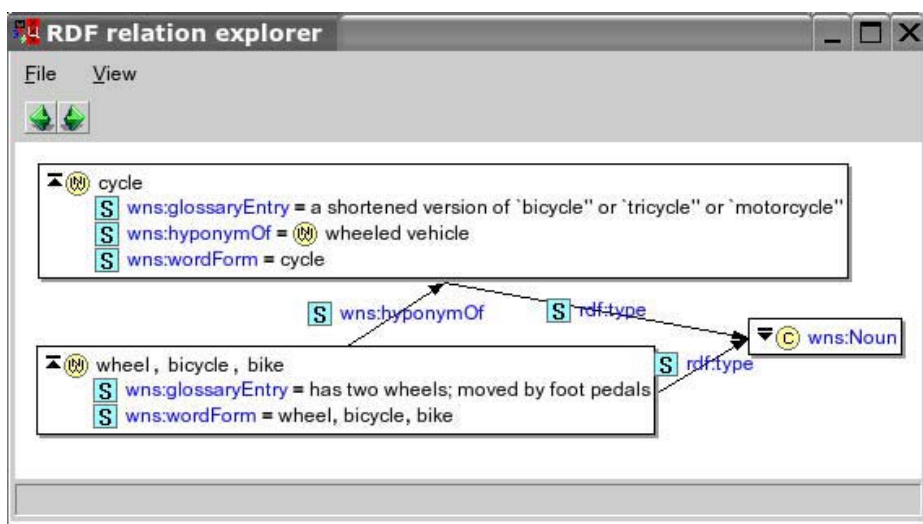 RDF relation explorer
File View
cycle
S wns:glossaryEntry = a shortened version of `bicycle'' or `tricycle'' or `motorcycle''
S wns:hyponymOf = W wheeled vehicle
S wns:wordForm = cycle
S wns:hyponymOf S rdf:type
C wns:Noun
wheel, bicycle, bike
S rdf:type
S wns:glossaryEntry = has two wheels; moved by foot pedals
S wns:wordForm = wheel, bicycle, bike